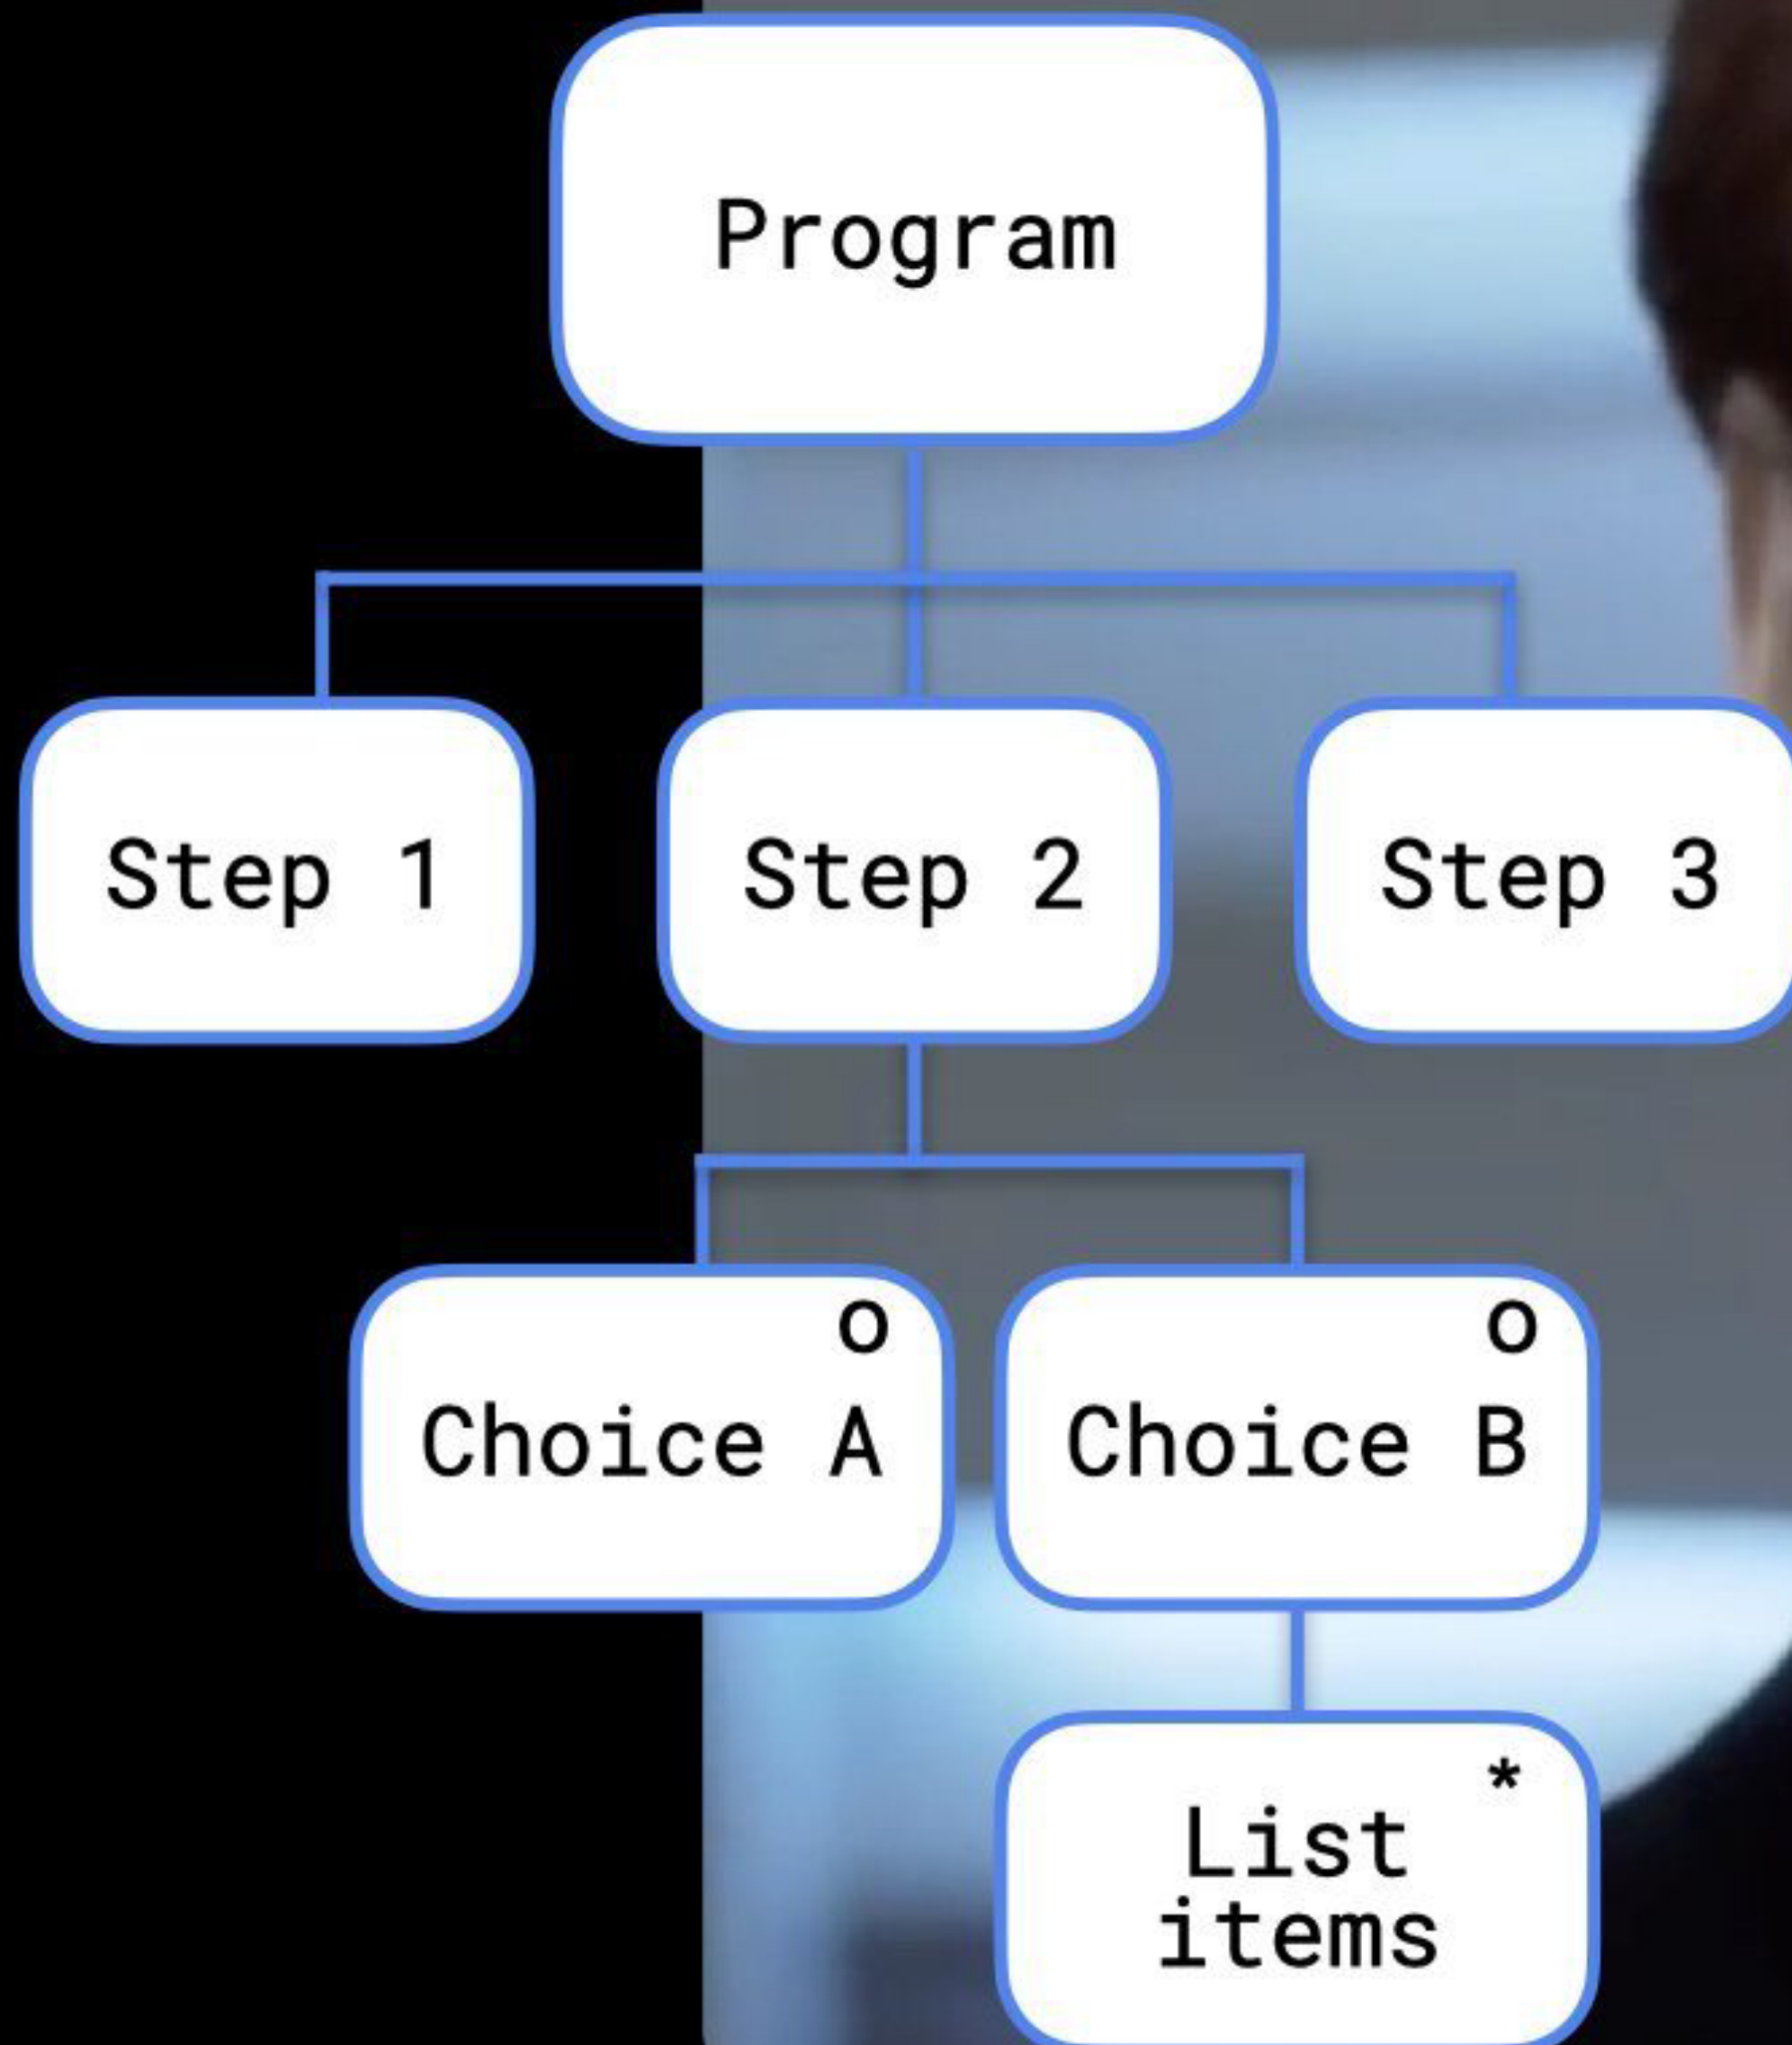 Program
Step 1
Step 2
Step 3
o
Choice A
o
Choice B
*
List
items